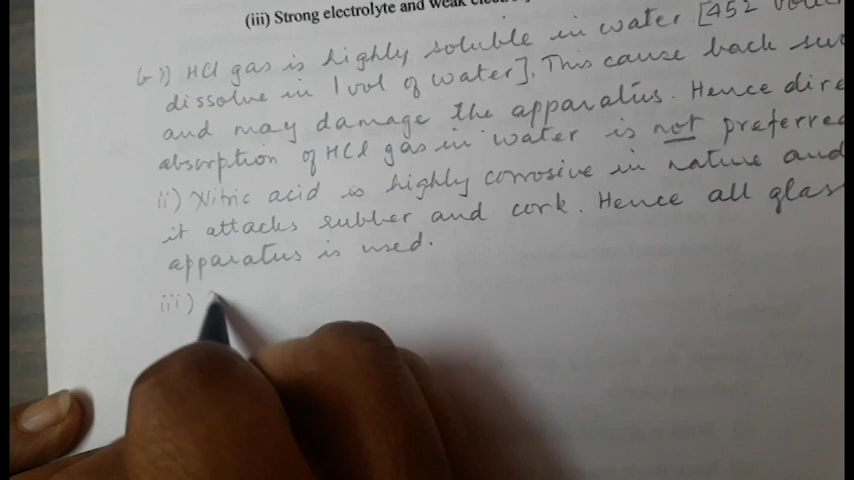 (iii) Strong electrolyte and weak
b i) HCl gas is highly soluble in water [452
dissolve in 1 vol of water]. This cause back
and may damage the apparatus. Hence
absorption of HCl gas in water is not preferred
ii) Nitric acid is highly corrosive in nature and
it attacks rubber and cork. Hence all glass
apparatus is used.
iii)